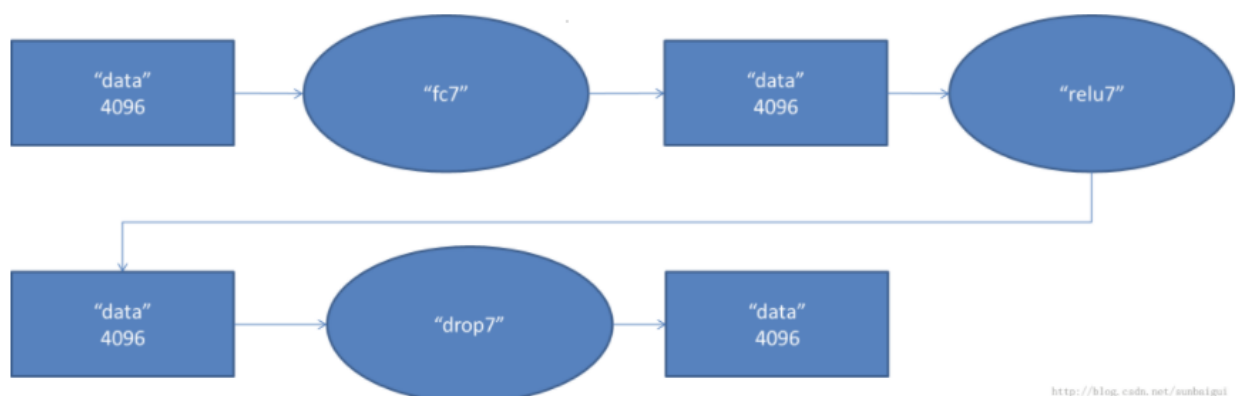 “data”
4096
“fc7”
“data”
4096
“relu7”
“data”
4096
“drop7”
“data”
4096
http://blog.csdn.net/sunbaigui